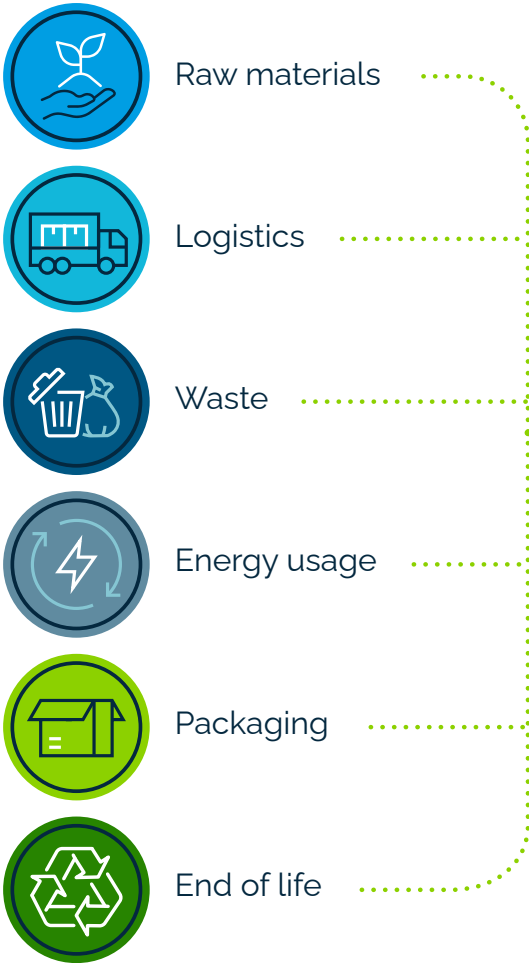 Raw materials
Logistics
Waste
Energy usage
Packaging
End of life